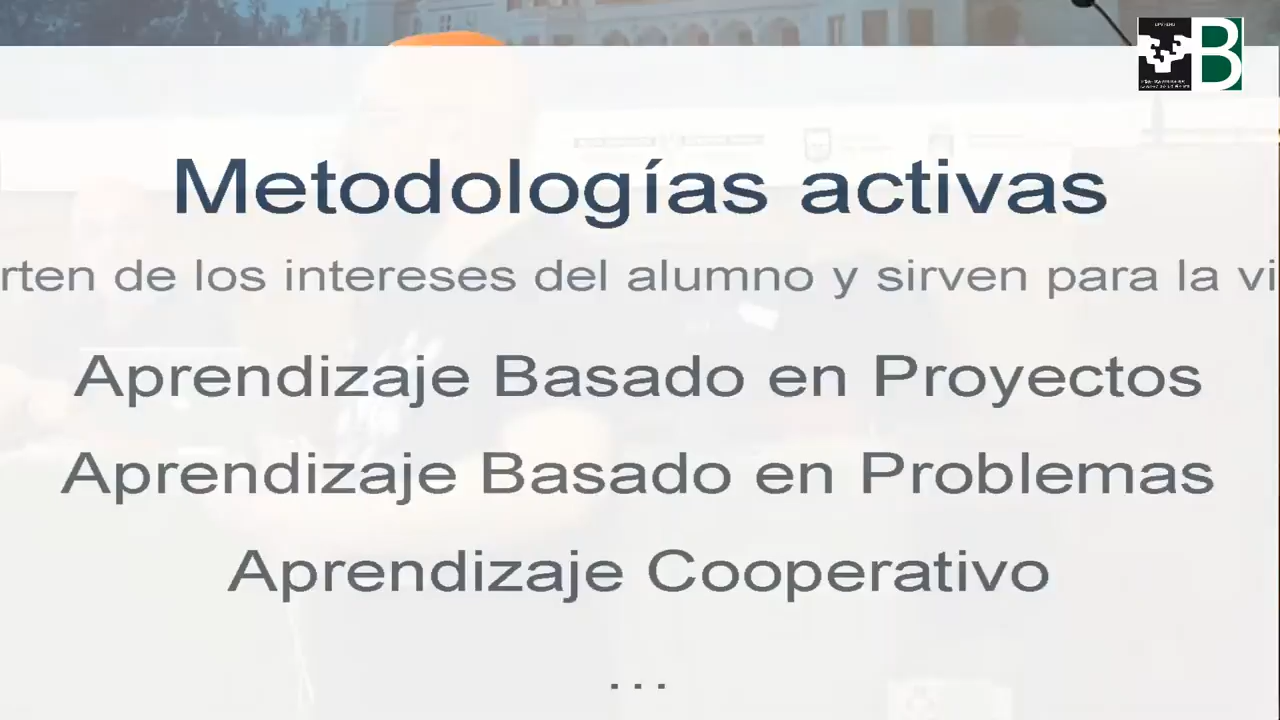 Metodologías activas
rten de los intereses del alumno y sirven para la vi
Aprendizaje Basado en Proyectos
Aprendizaje Basado en Problemas
Aprendizaje Cooperativo
...
B